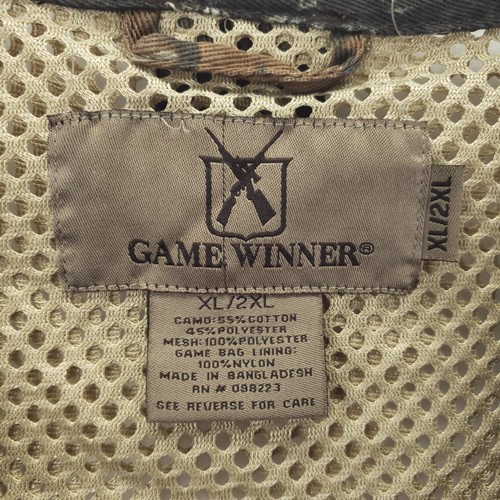 GAME WINNER®
XL/2XL
XL/2XL
CAMO: 55% COTTON
45% POLYESTER
MESH: 100% POLYESTER
GAME BAG LINING:
100% NYLON
MADE IN BANGLADESH
RN # 098223
SEE REVERSE FOR CARE